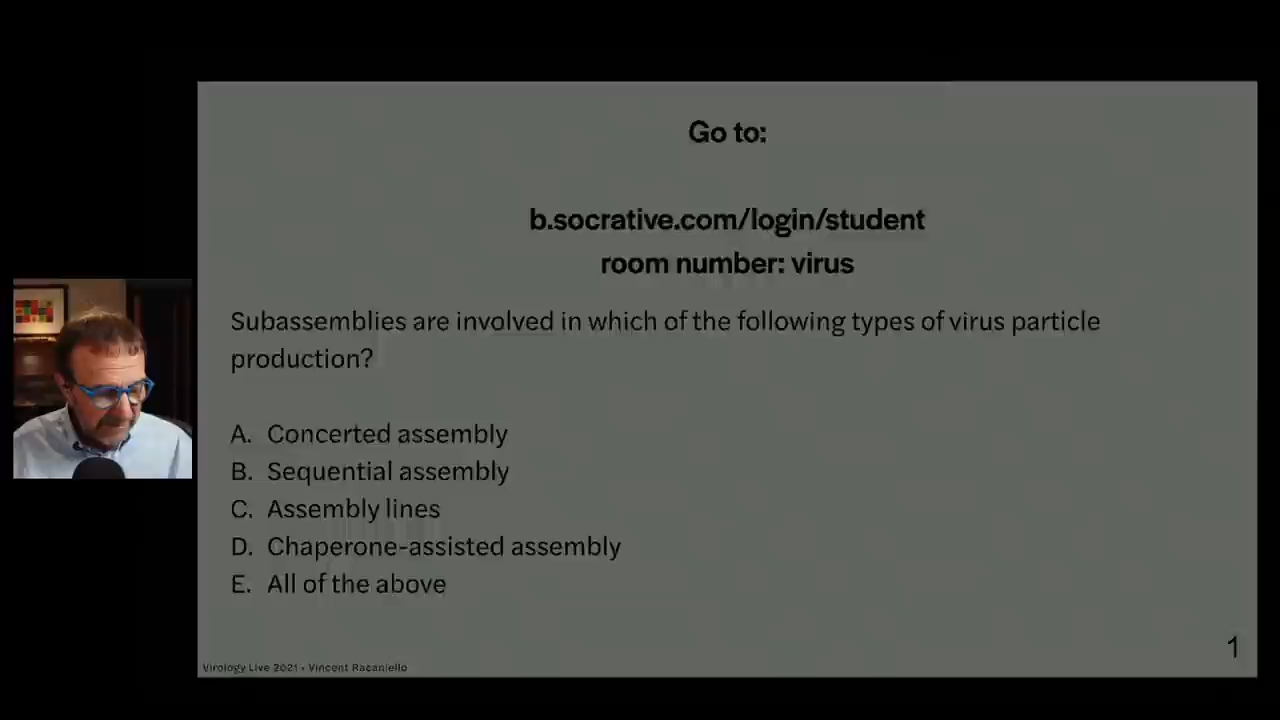 Go to:
b.socrative.com/login/student
room number: virus
Subassemblies are involved in which of the following types of virus particle
production?
A. Concerted assembly
B. Sequential assembly
C. Assembly lines
D. Chaperone-assisted assembly
E. All of the above
1
Virology Live 2021 • Vincent Racaniello